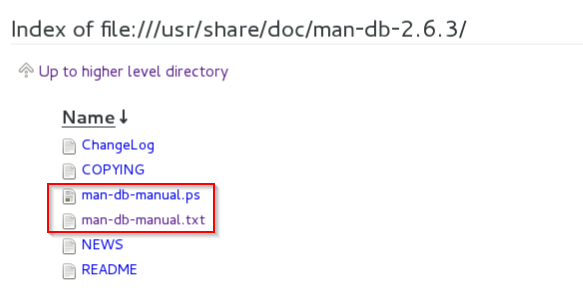 Index of file:///usr/share/doc/man-db-2.6.3/
Up to higher level directory
Name
ChangeLog
COPYING
man-db-manual.ps
man-db-manual.txt
NEWS
README